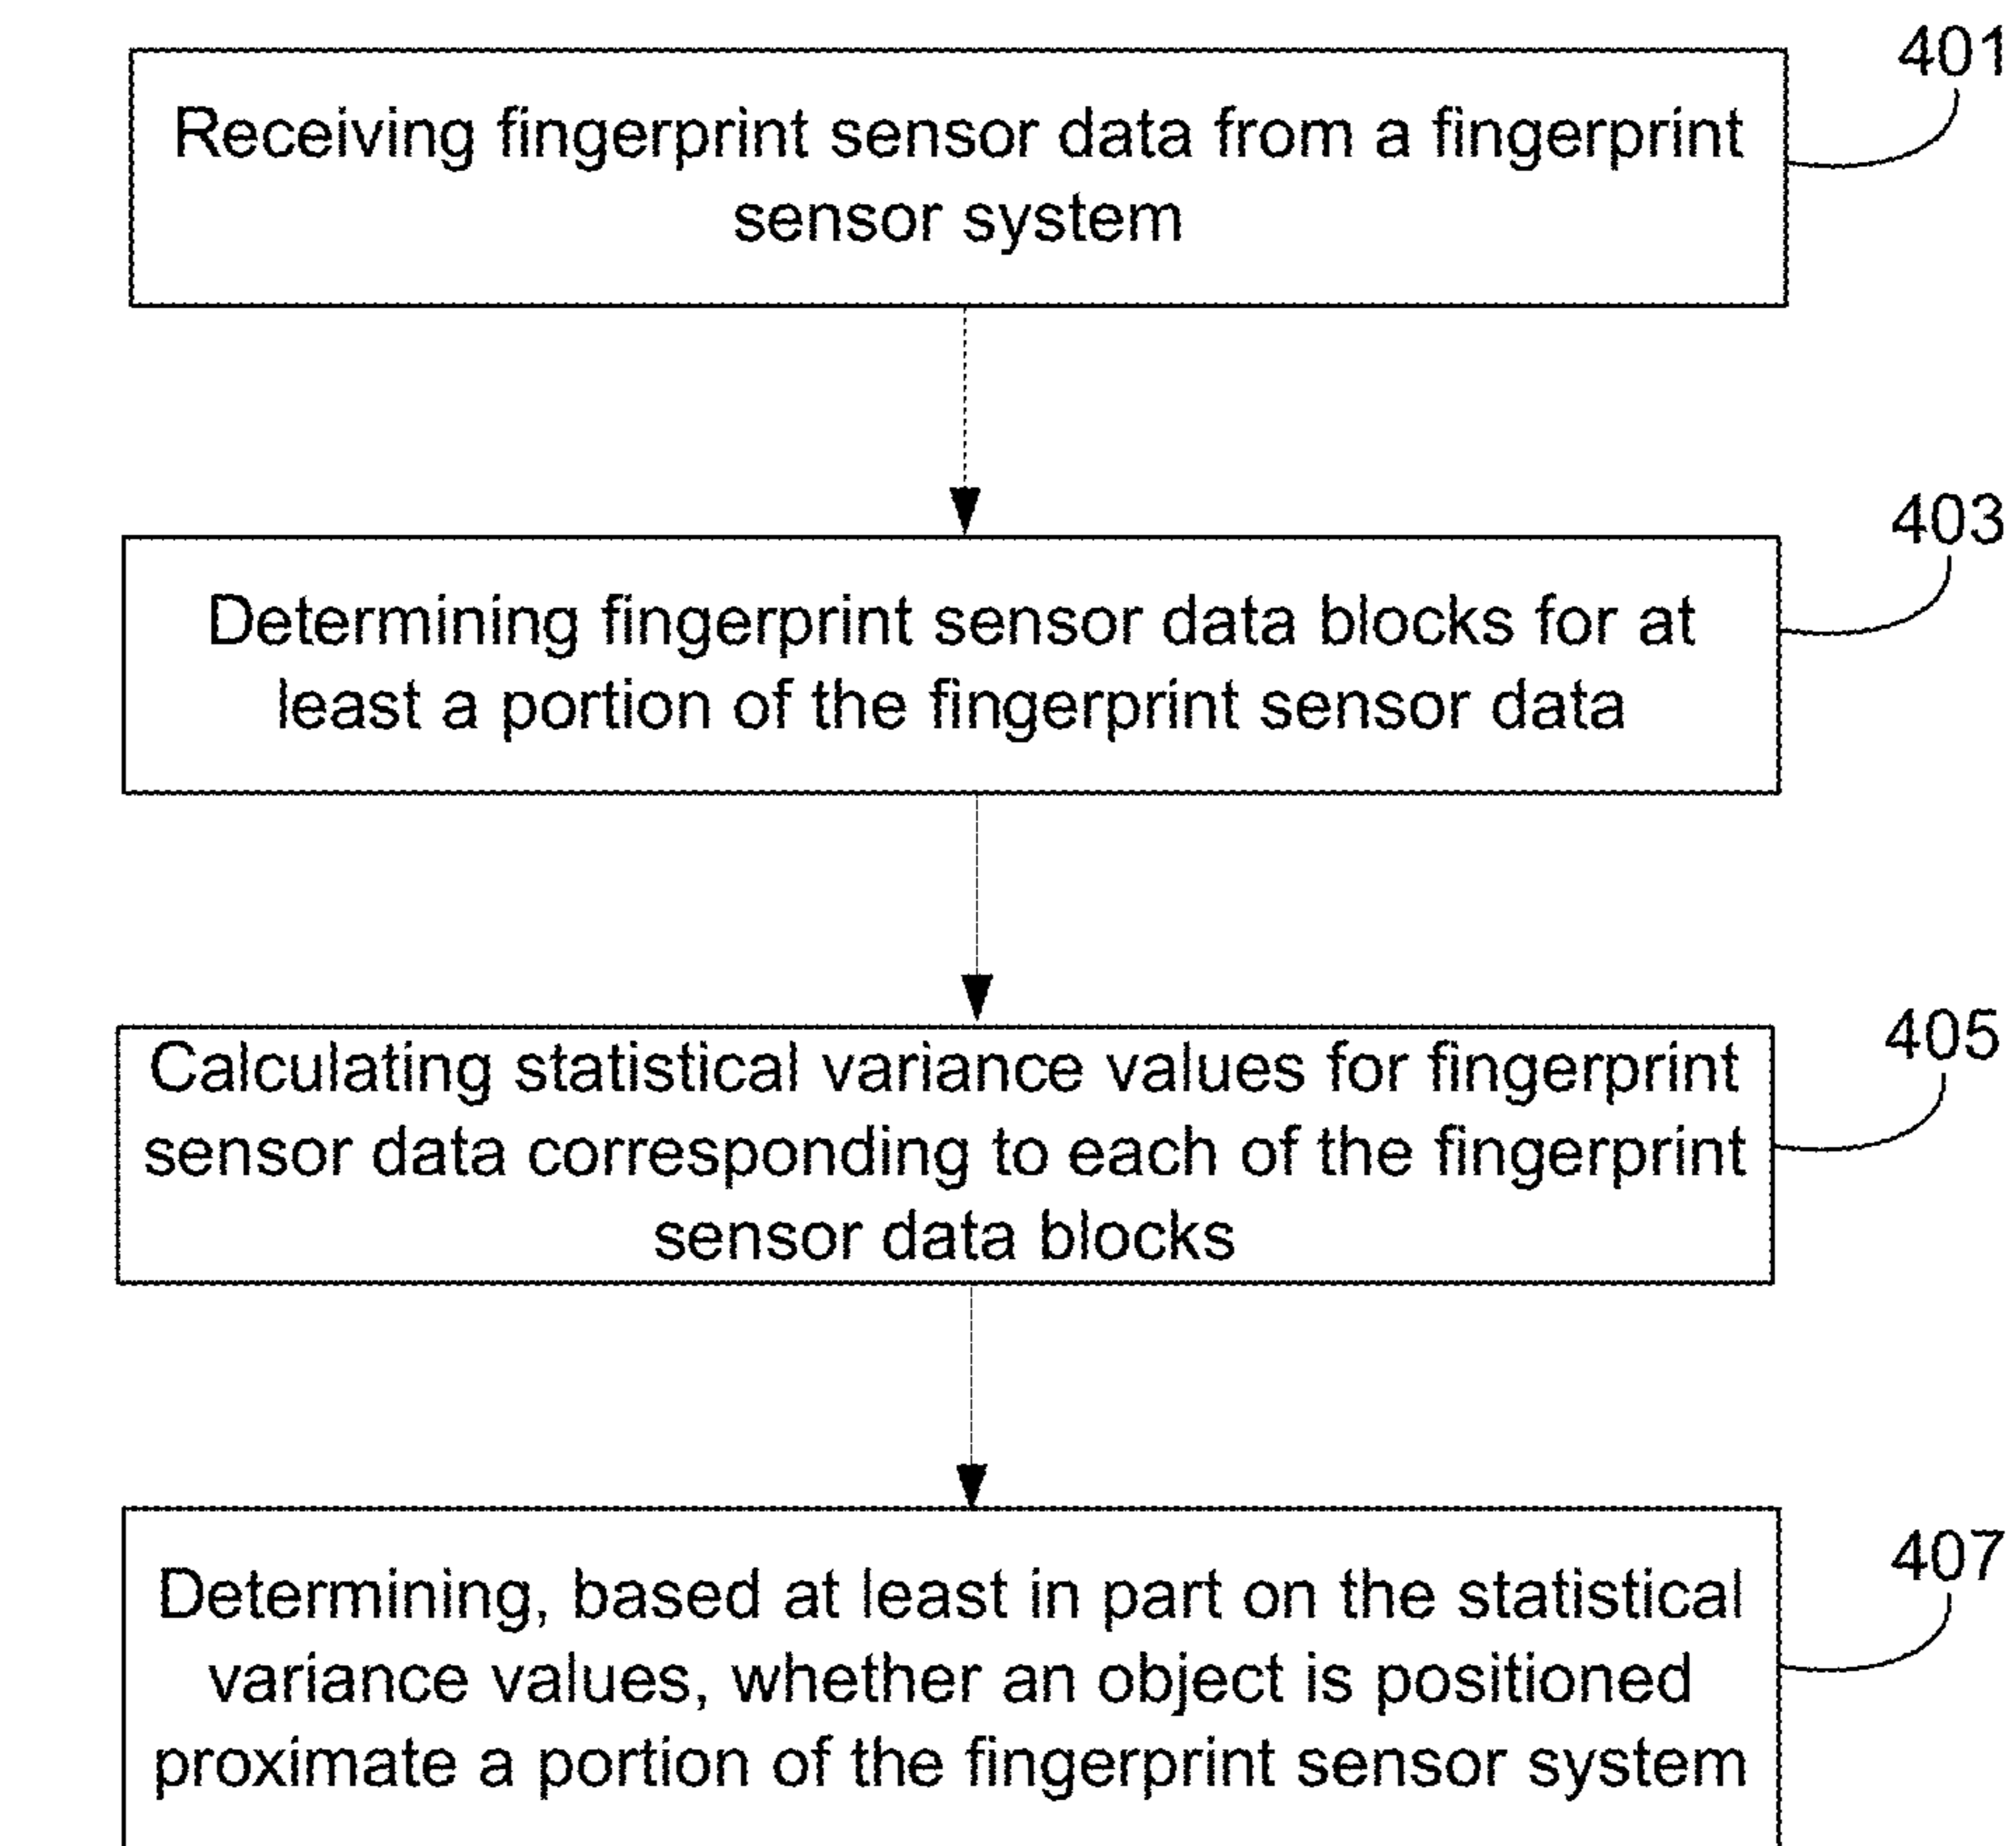 401
Receiving fingerprint sensor data from a fingerprint
sensor system
403
Determining fingerprint sensor data blocks for at
least a portion of the fingerprint sensor data
405
Calculating statistical variance values for fingerprint
sensor data corresponding to each of the fingerprint
sensor data blocks
407
Determining, based at least in part on the statistical
variance values, whether an object is positioned
proximate a portion of the fingerprint sensor system